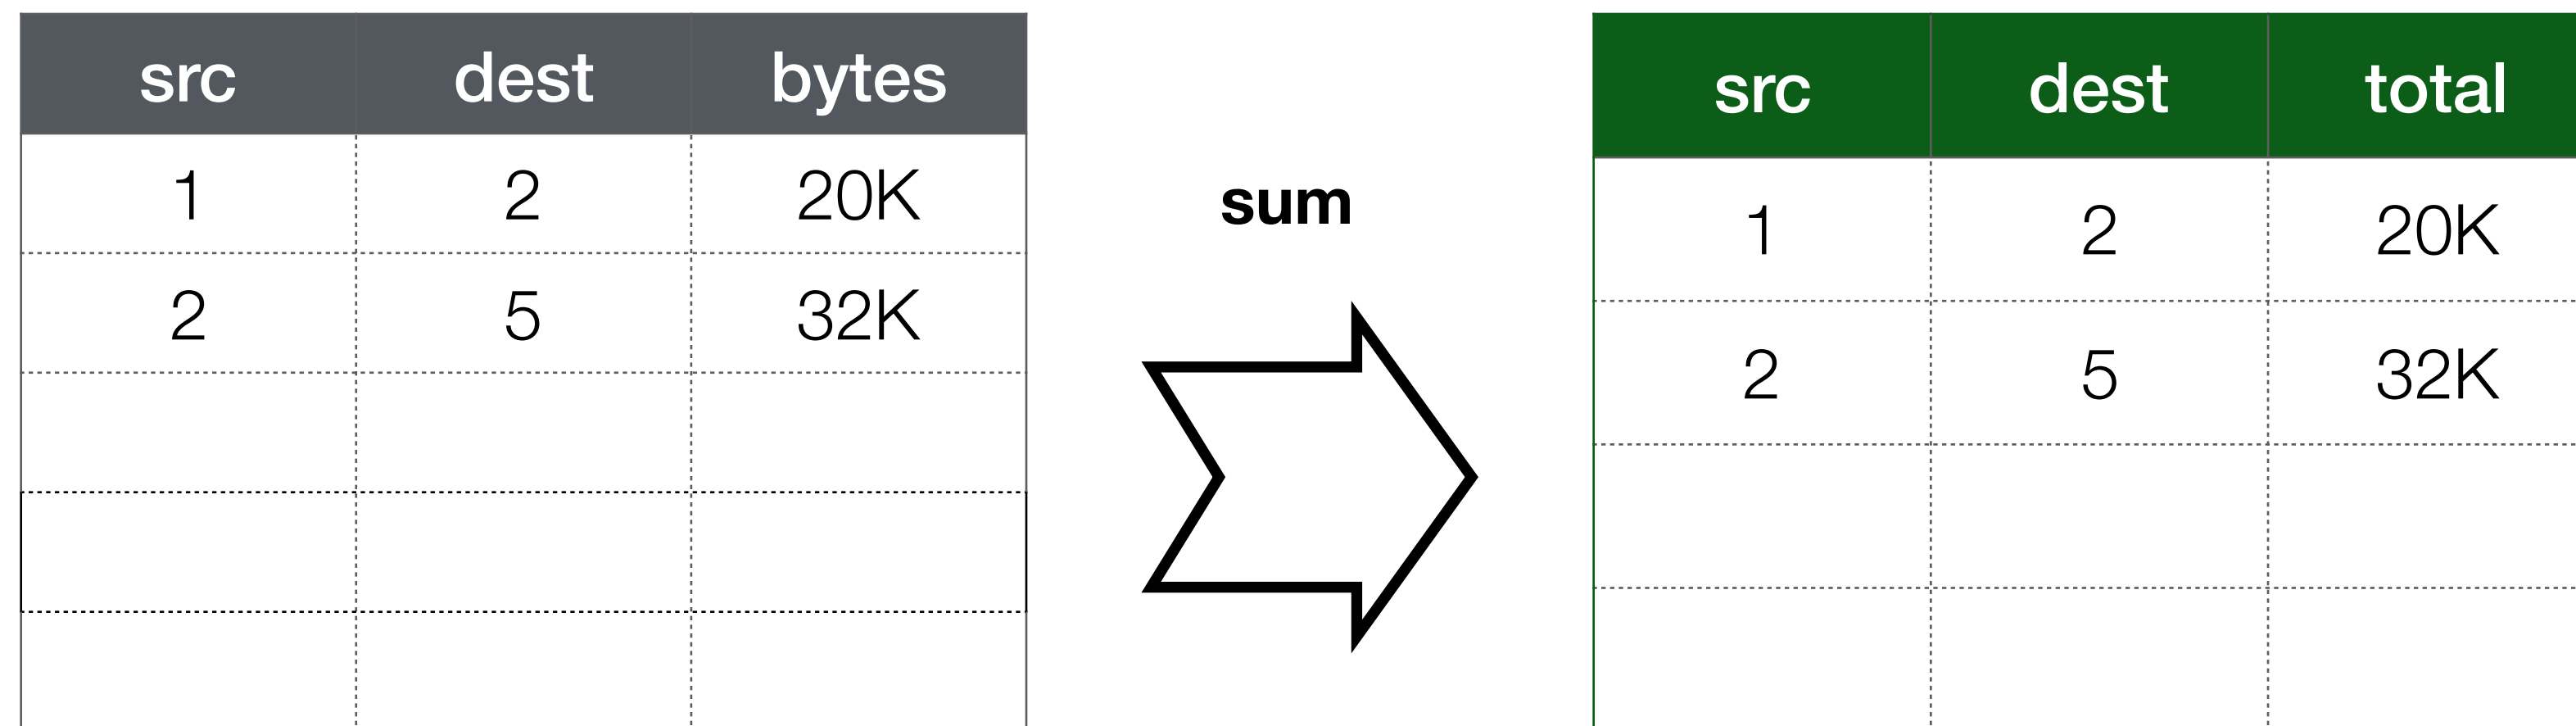 src dest bytes
1 2 20K
2 5 32K
sum
src dest total
1 2 20K
2 5 32K